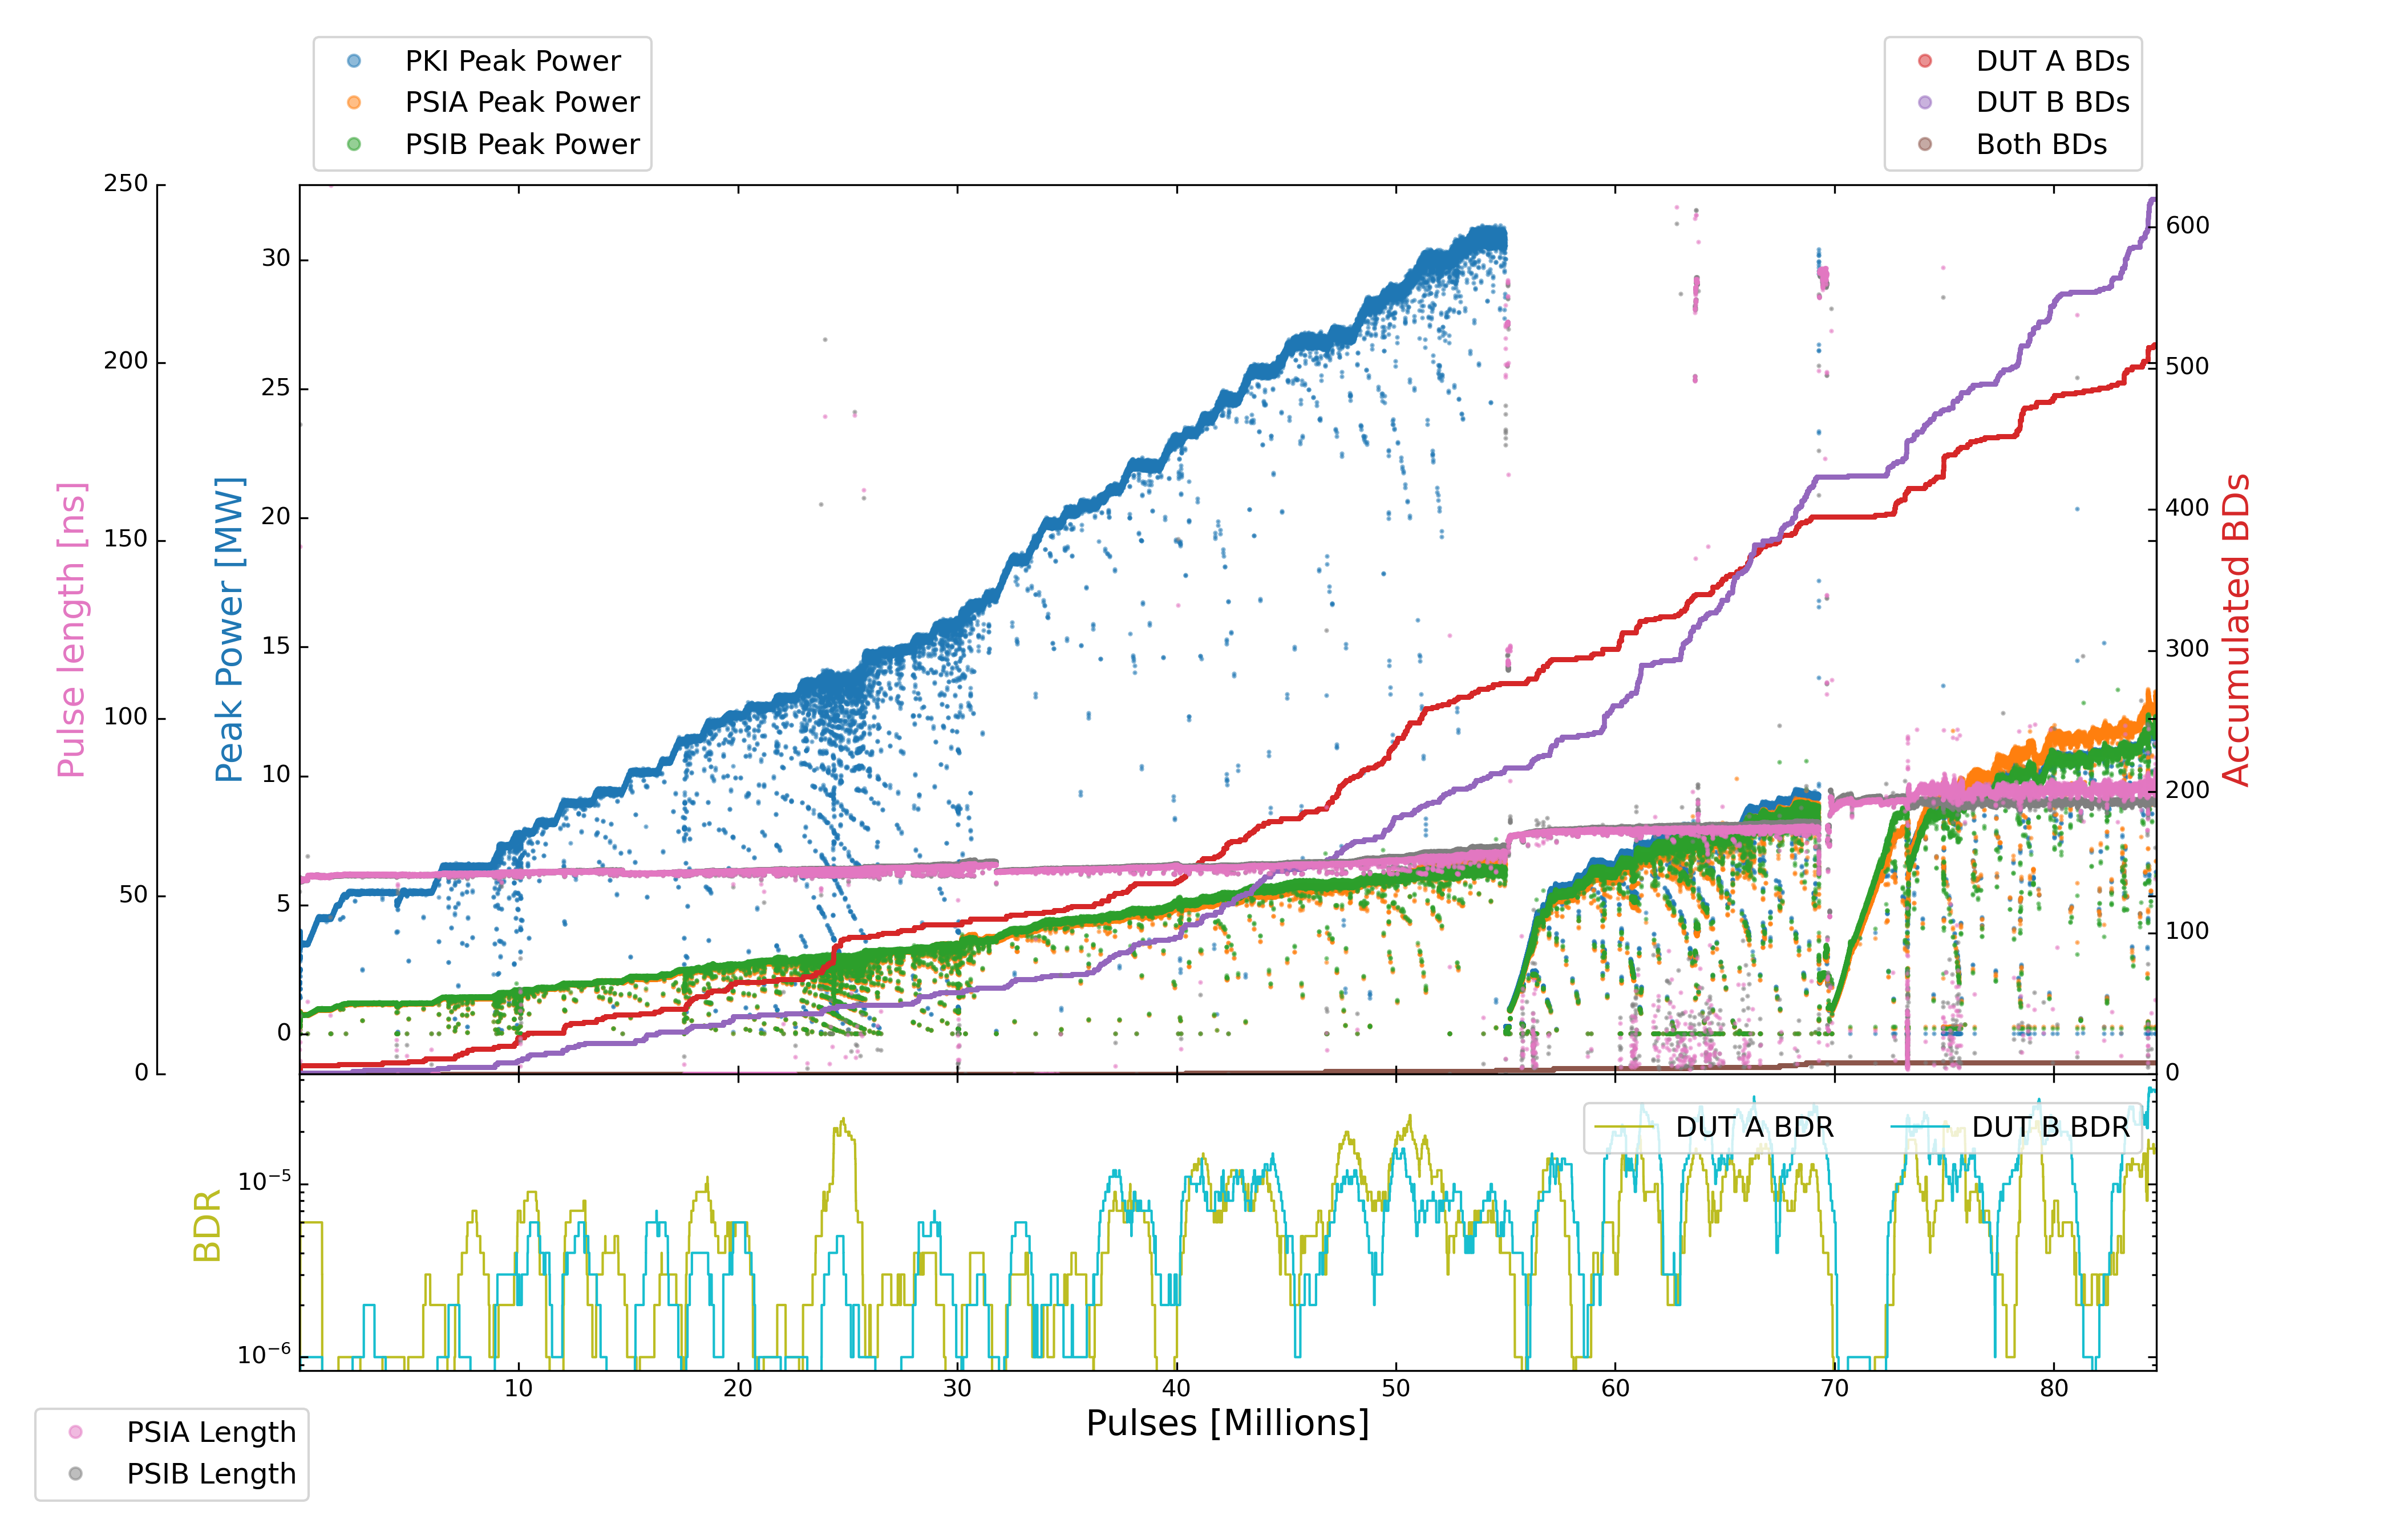 PKI Peak Power
PSIA Peak Power
PSIB Peak Power
DUT A BDs
DUT B BDs
Both BDs
250
200
150
100
50
0
Pulse length [ns]
30
25
20
15
10
5
0
Peak Power [MW]
600
500
400
300
200
100
0
Accumulated BDs
DUT A BDR
DUT B BDR
10⁻⁵
10⁻⁶
BDR
10 20 30 40 50 60 70 80
Pulses [Millions]
PSIA Length
PSIB Length